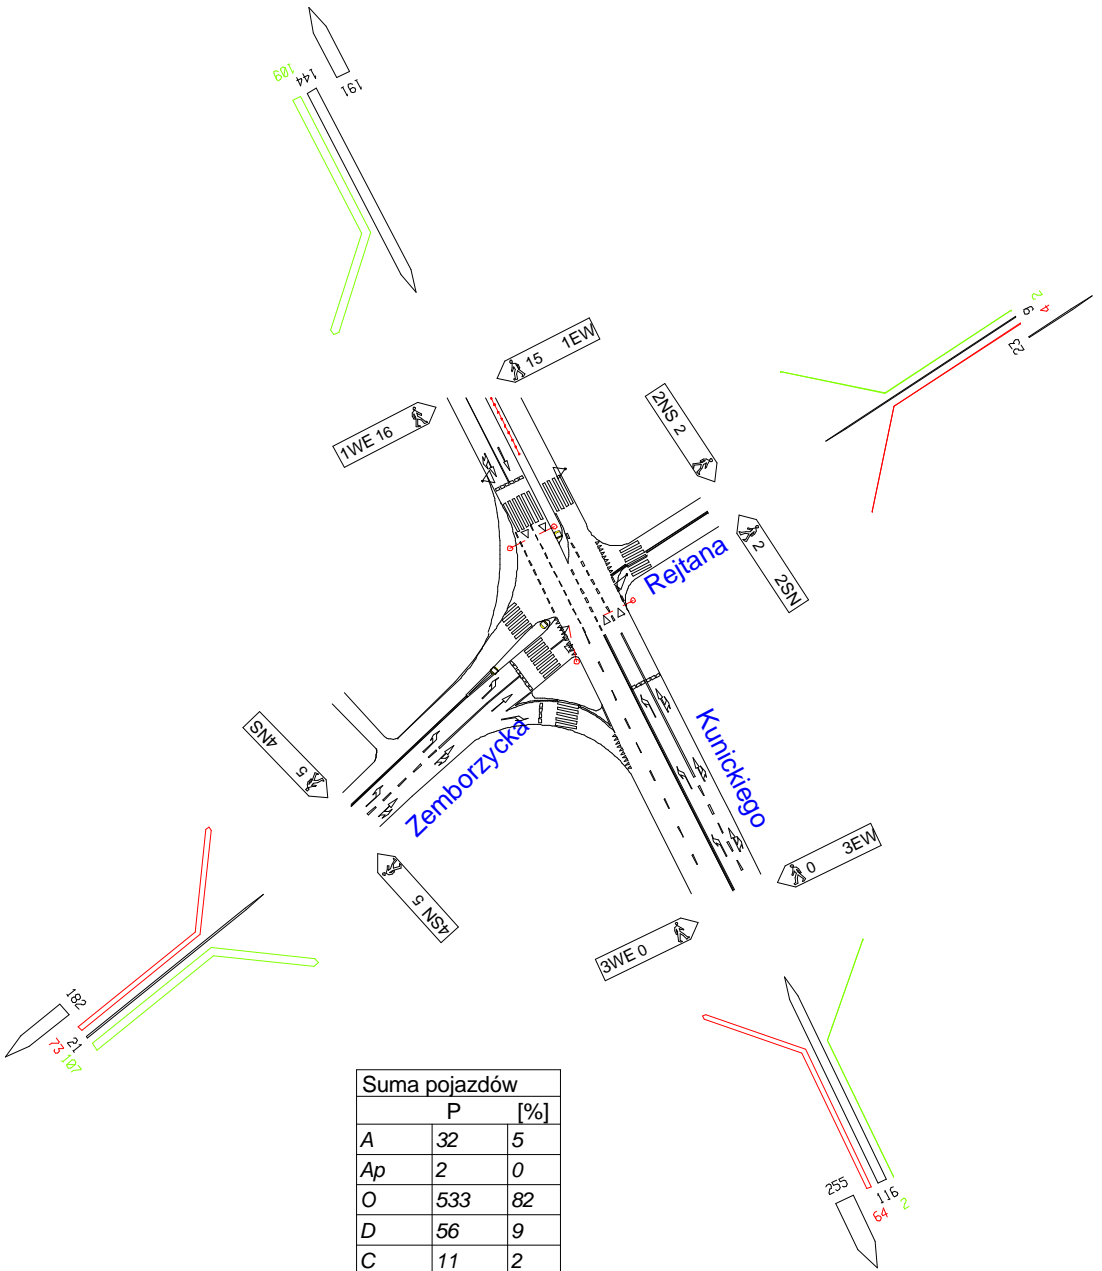 109
144
191
15 1EW
1WE 16
2
9
4
23
2NS 2
2 2SN
Rejtana
Kunickiego
Zemborzycka
5 4NS
4SN 5
0 3EW
3WE 0
182
21
73
107
255
116
64
2
Suma pojazdów
P [%]
A 32 5
Ap 2 0
O 533 82
D 56 9
C 11 2